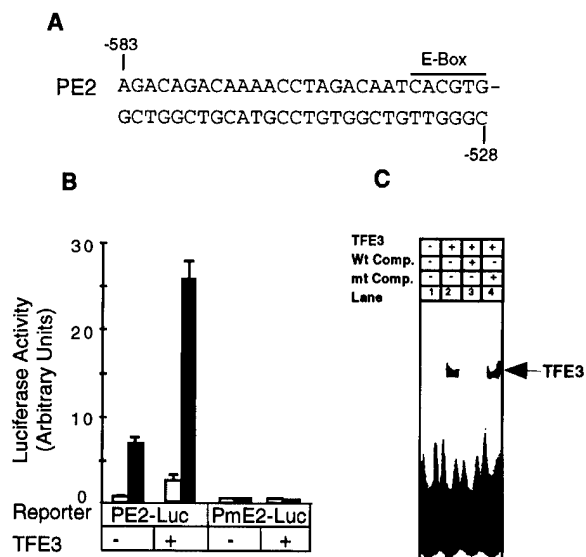 A
-583
E-Box
PE2 AGACAGACAAAACCTAGACAATCACGTG-
GCTGGCTGCATGCCTGTGGCTGTTGGGC
-528
B
30
20
10
0
Luciferase Activity
(Arbitrary Units)
Reporter PE2-Luc PmE2-Luc
TFE3 - + - +
C
TFE3 - + + +
Wt Comp. - - + -
mt Comp. - - - +
Lane 1 2 3 4
TFE3